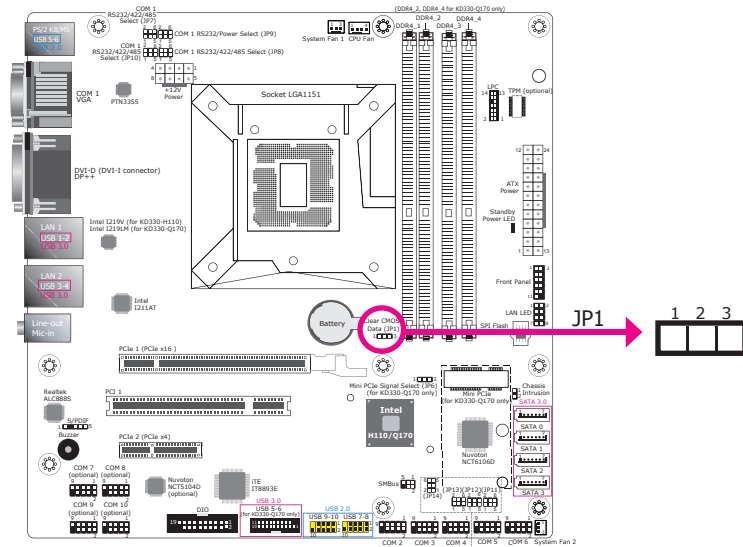 COM 1
RS232/422/485
Select (JP7)
COM 1 RS232/Power Select (JP9)
COM 1
RS232/422/485
Select (JP10)
COM 1 RS232/422/485 Select (JP8)
+12V
Power
System Fan 1
CPU Fan
(DDR4_2, DDR4_4 for KD330-Q170 only)
DDR4_1
DDR4_2
DDR4_3
DDR4_4
PS/2 KB/MS
USB 5-6
USB 2.0
PTN3355
Socket LGA1151
LPC
TPM (optional)
COM 1
VGA
DVI-D (DVI-I connector)
DP++
ATX
Power
Standby
Power LED
LAN 1
USB 1-2
USB 3.0
Intel I219V (for KD330-H110)
Intel I219LM (for KD330-Q170)
LAN 2
USB 3-4
USB 3.0
Intel
I211AT
Front Panel
LAN LED
Line-out
Mic-in
Battery
Clear CMOS
Data (JP1)
SPI Flash
JP1
1 2 3
PCIe 1 (PCIe x16 )
PCI 1
Mini PCIe Signal Select (JP6)
(for KD330-Q170 only)
Mini PCIe
(for KD330-Q170 only)
Chassis
Intrusion
SATA 3.0
SATA 0
SATA 1
SATA 2
SATA 3
Realtek
ALC888S
S/PDIF
Buzzer
Intel
H110/Q170
Nuvoton
NCT6106D
PCIe 2 (PCIe x4)
COM 7
(optional)
COM 8
(optional)
COM 9
(optional)
COM 10
(optional)
Nuvoton
NCT5104D
(optional)
iTE
IT8893E
SMBus
(JP14)
(JP13)(JP12)(JP11)
DIO
USB 3.0
USB 5-6
(for KD330-Q170 only)
USB 2.0
USB 9-10
USB 7-8
COM 2
COM 3
COM 4
COM 5
COM 6
System Fan 2